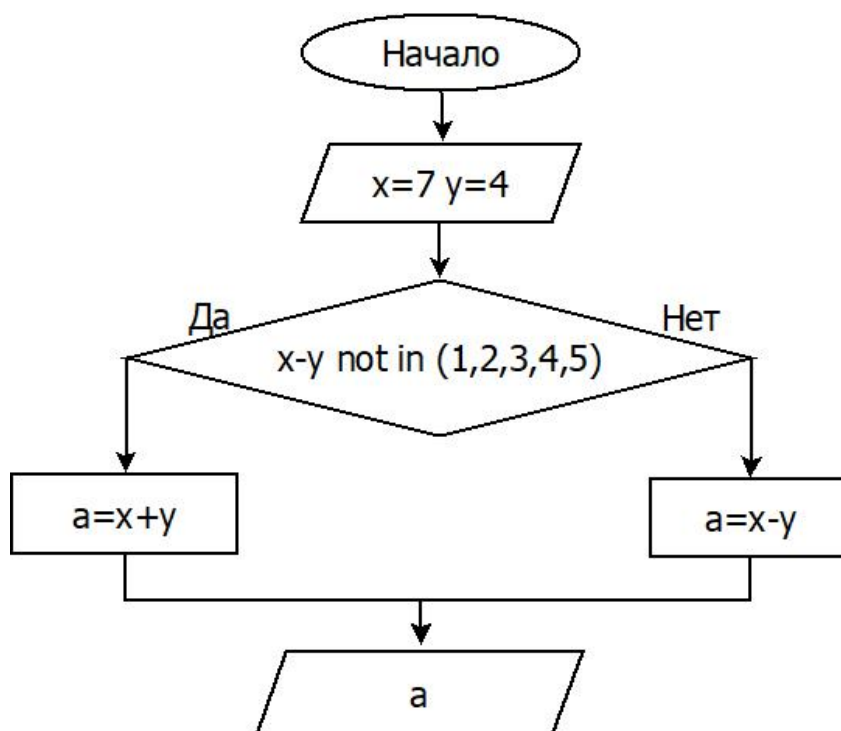 Начало
x=7 y=4
Да
Нет
x-y not in (1,2,3,4,5)
a=x+y
a=x-y
a